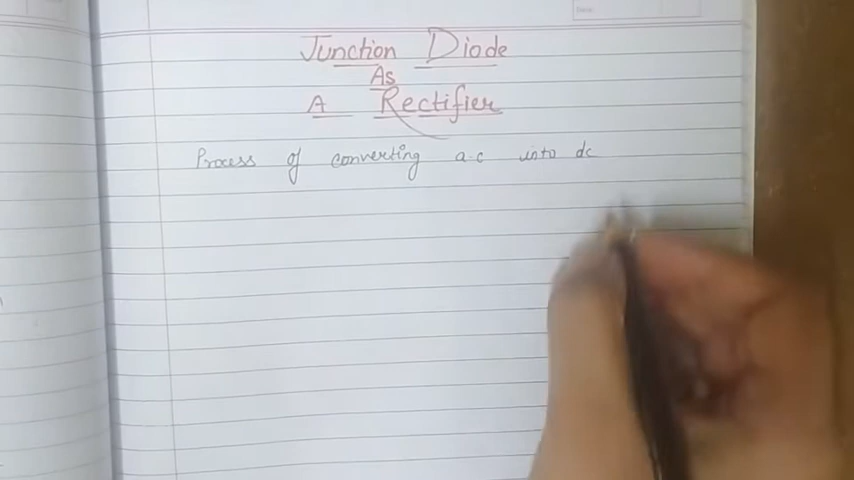 Junction Diode
As
A Rectifier
Process of converting a.c into dc